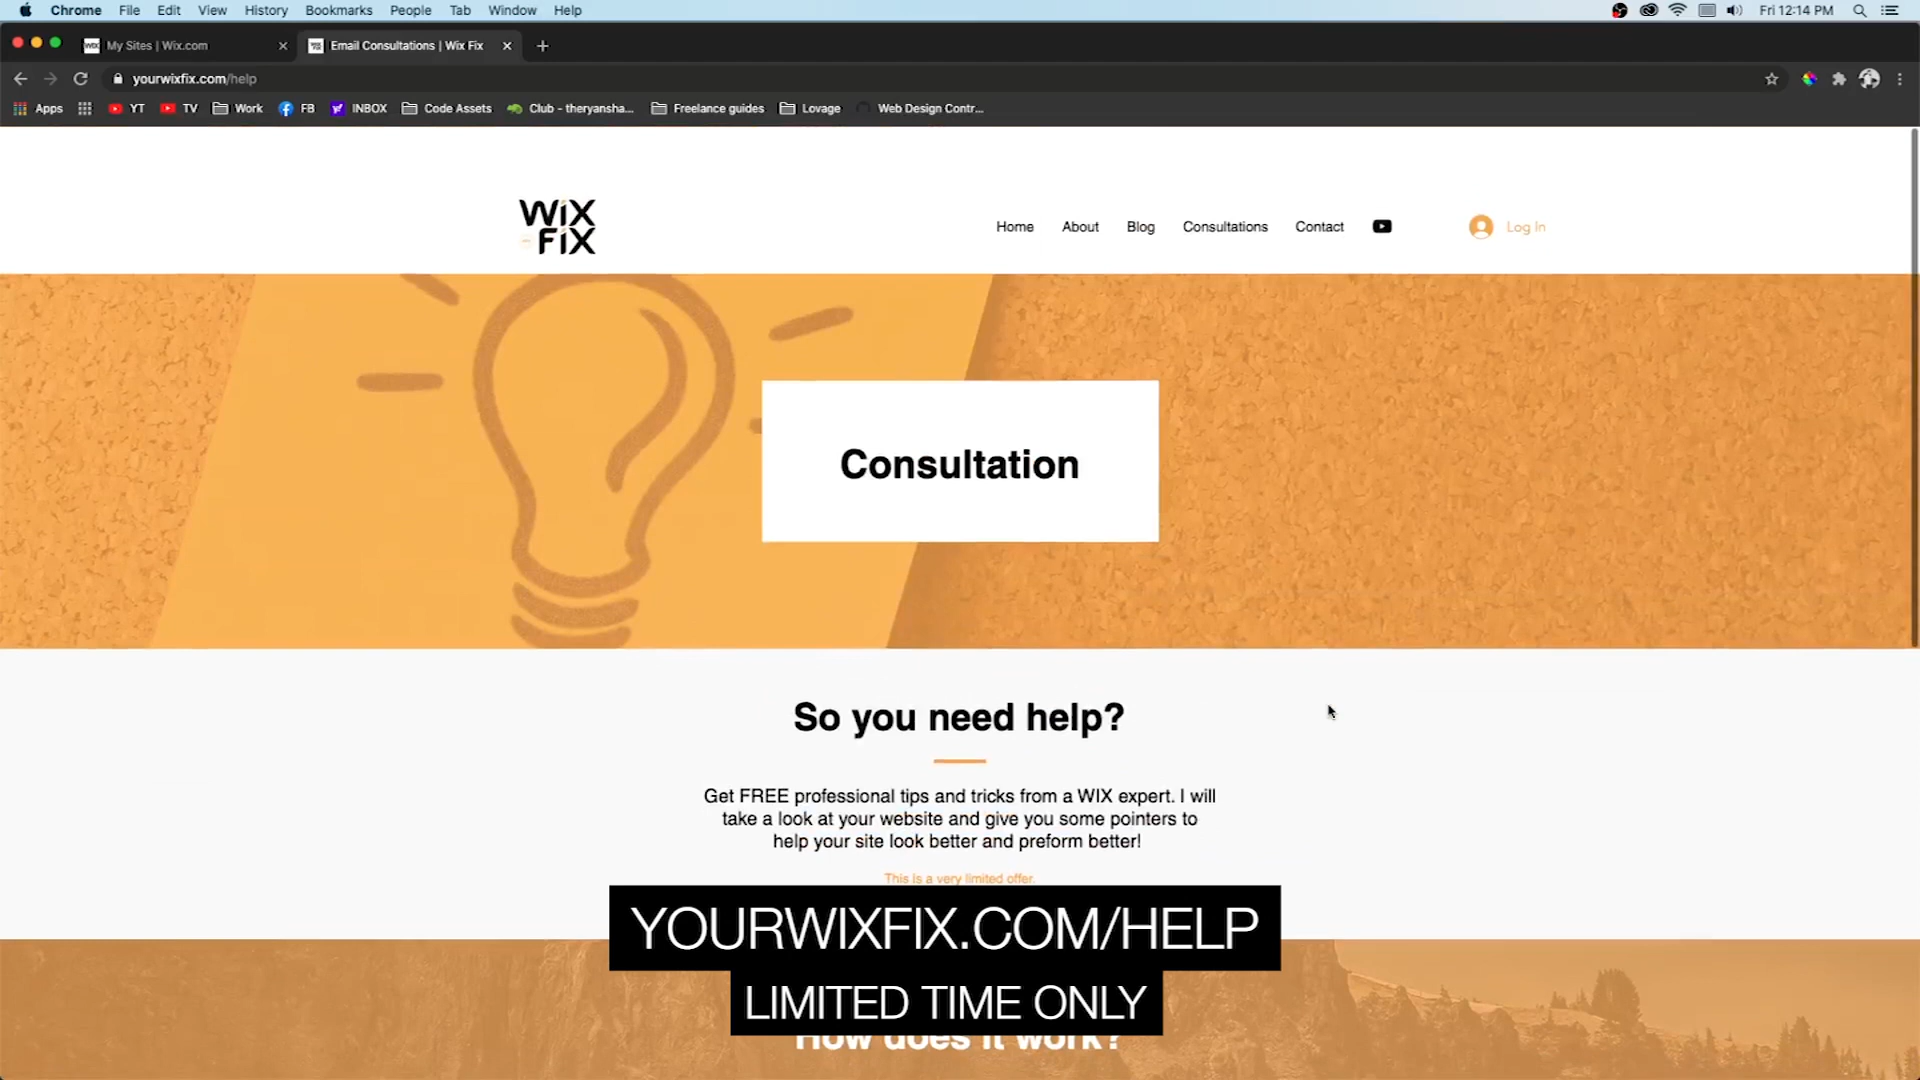 Chrome File Edit View History Bookmarks People Tab Window Help Fri 12:14 PM
My Sites | Wix.com Email Consultations | Wix Fix
yourwixfix.com/help
Apps YT TV Work FB INBOX Code Assets Club - theryansha... Freelance guides Lovage Web Design Contr...
WIX
FIX
Home About Blog Consultations Contact Log In
Consultation
So you need help?
Get FREE professional tips and tricks from a WIX expert. I will
take a look at your website and give you some pointers to
help your site look better and preform better!
This is a very limited offer.
YOURWIXFIX.COM/HELP
LIMITED TIME ONLY
How does it work?